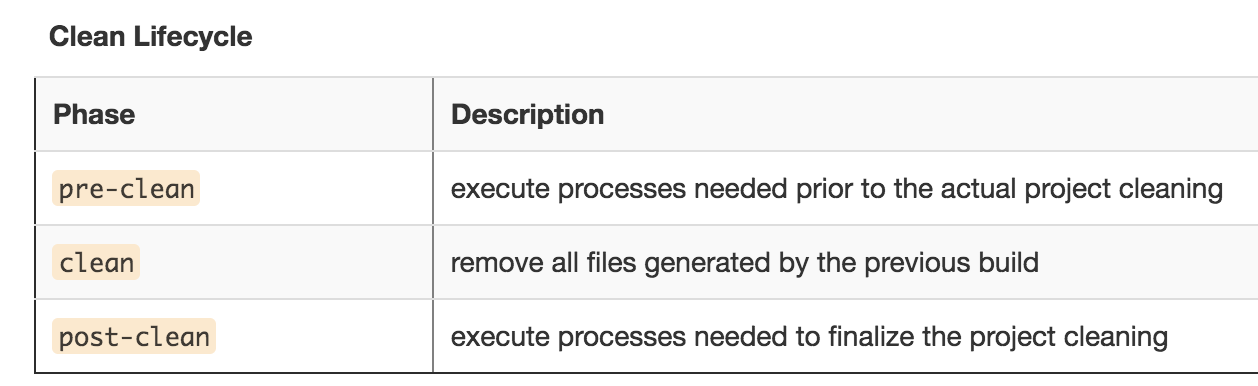 Clean Lifecycle
Phase Description
pre-clean execute processes needed prior to the actual project cleaning
clean remove all files generated by the previous build
post-clean execute processes needed to finalize the project cleaning